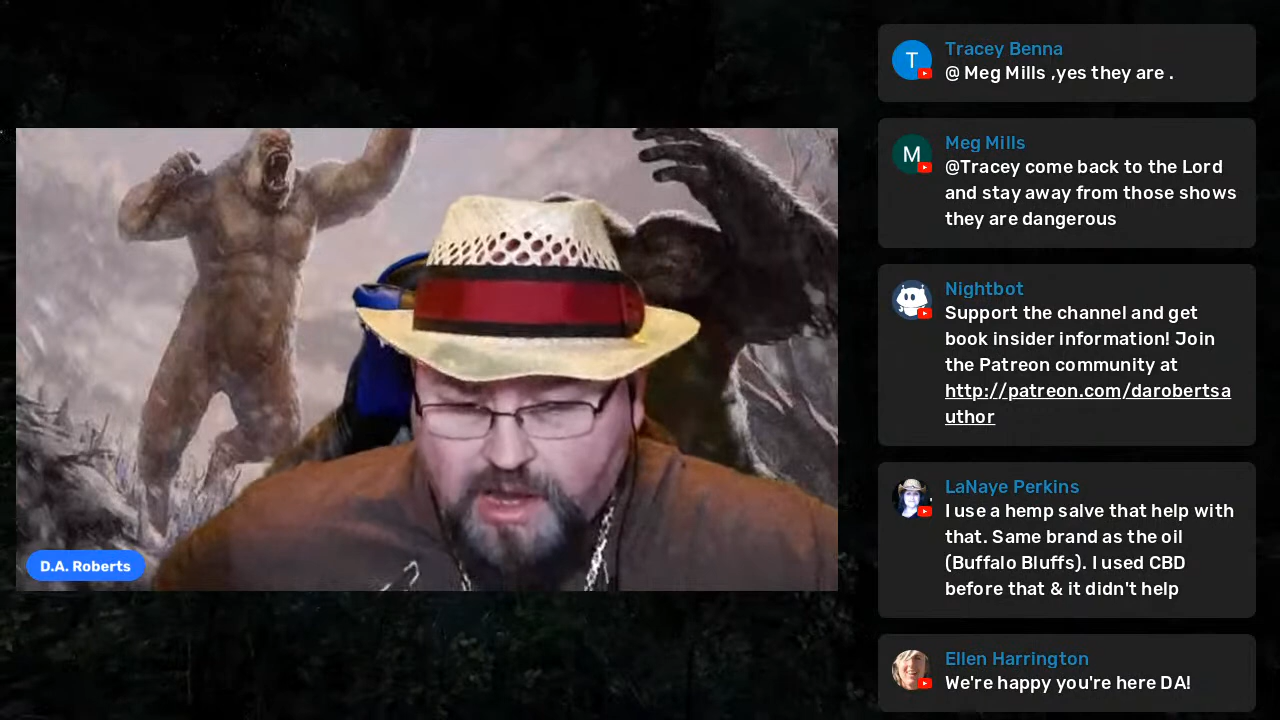 D.A. Roberts
T
Tracey Benna
@ Meg Mills ,yes they are .
M
Meg Mills
@Tracey come back to the Lord
and stay away from those shows
they are dangerous
Nightbot
Support the channel and get
book insider information! Join
the Patreon community at
http://patreon.com/darobertsa
uthor
LaNaye Perkins
I use a hemp salve that help with
that. Same brand as the oil
(Buffalo Bluffs). I used CBD
before that & it didn't help
Ellen Harrington
We're happy you're here DA!